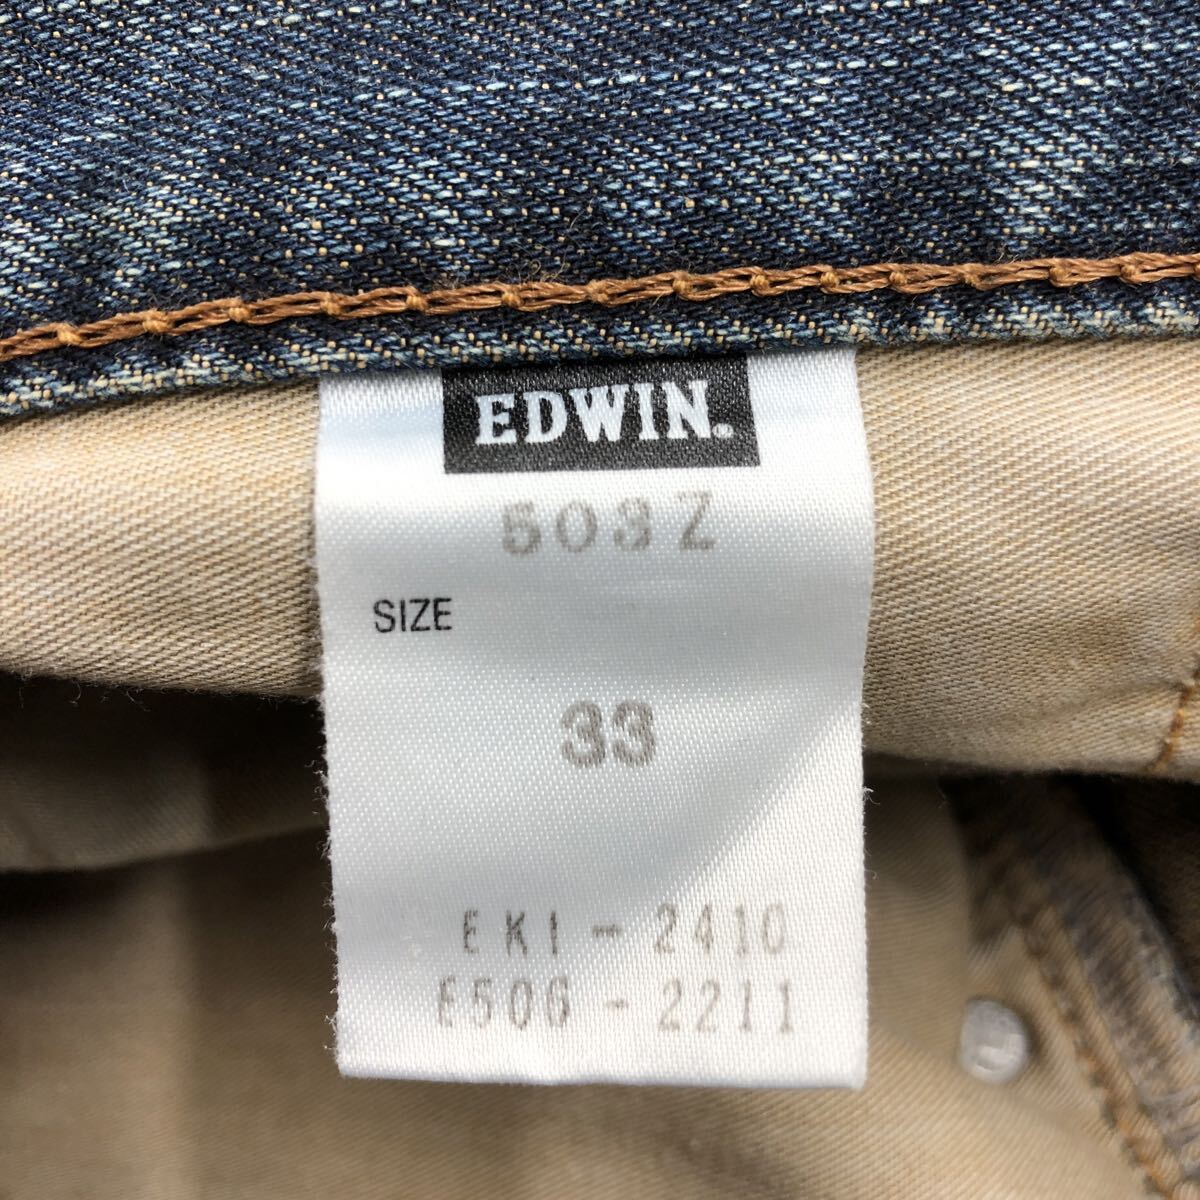 EDWIN®
503Z
SIZE
33
EKI-2410
E506-2211